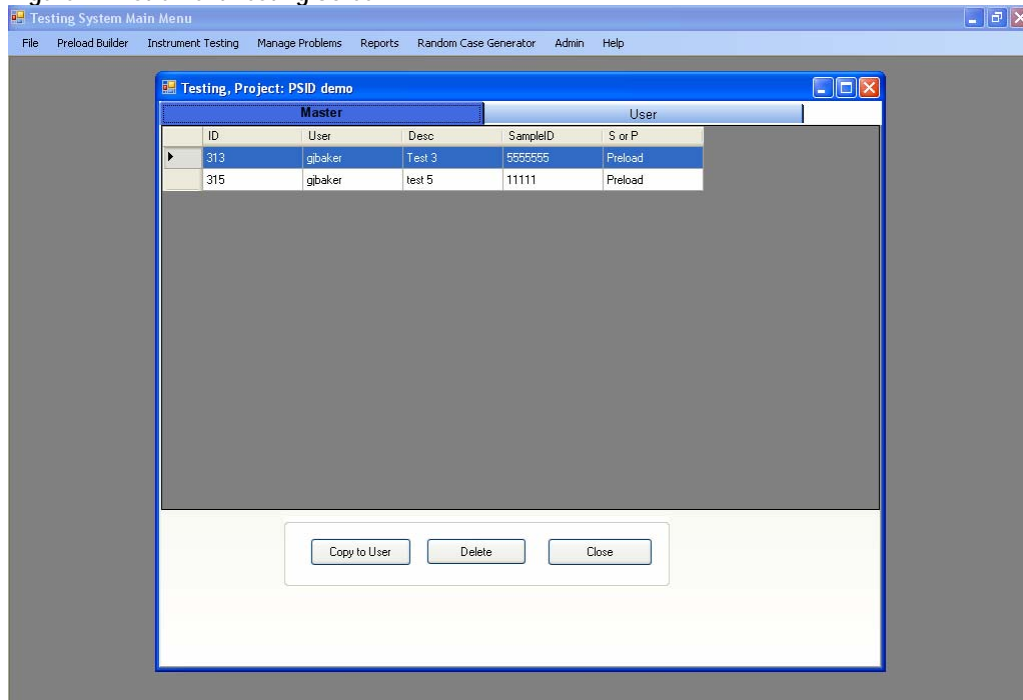 Testing System Main Menu
File Preload Builder Instrument Testing Manage Problems Reports Random Case Generator Admin Help
Testing, Project: PSID demo
Master User
ID User Desc SampleID S or P
313 gjbaker Test 3 5555555 Preload
315 gjbaker test 5 11111 Preload
Copy to User Delete Close